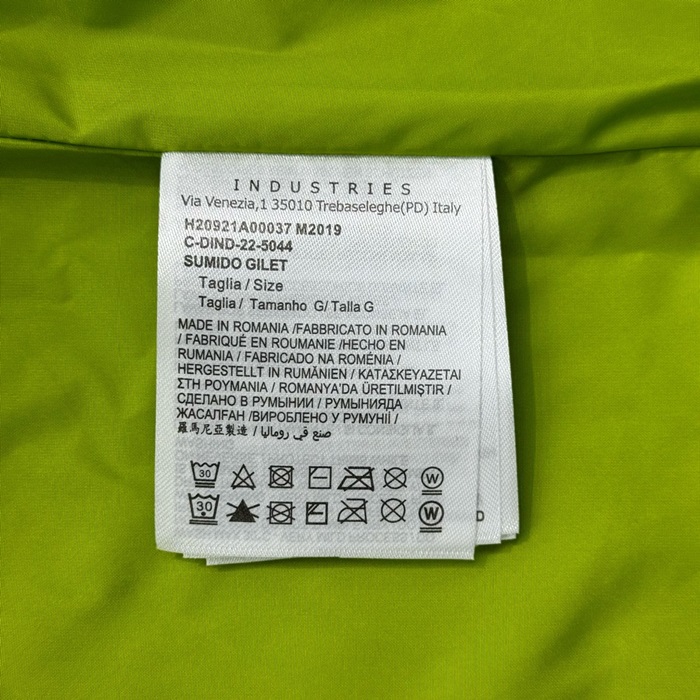 INDUSTRIES
Via Venezia,1 35010 Trebaseleghe(PD) Italy
H20921A00037 M2019
C-DIND-22-5044
SUMIDO GILET
Taglia / Size
Taglia / Tamanho G/ Talla G
MADE IN ROMANIA /FABBRICATO IN ROMANIA
/ FABRIQUÉ EN ROUMANIE /HECHO EN
RUMANIA / FABRICADO NA ROMÉNIA /
HERGESTELLT IN RUMÄNIEN / ΚΑΤΑΣΚΕΥΑΖΕΤΑΙ
ΣΤΗ ΡΟΥΜΑΝΙΑ / ROMANYA'DA ÜRETILMIŞTIR /
СДЕЛАНО В РУМЫНИИ / РУМЫНИЯДА
ЖАСАЛҒАН /ВИРОБЛЕНО У РУМУНІЇ /
羅馬尼亞製造 / صنع في رومانيا
30 W
30 W
D